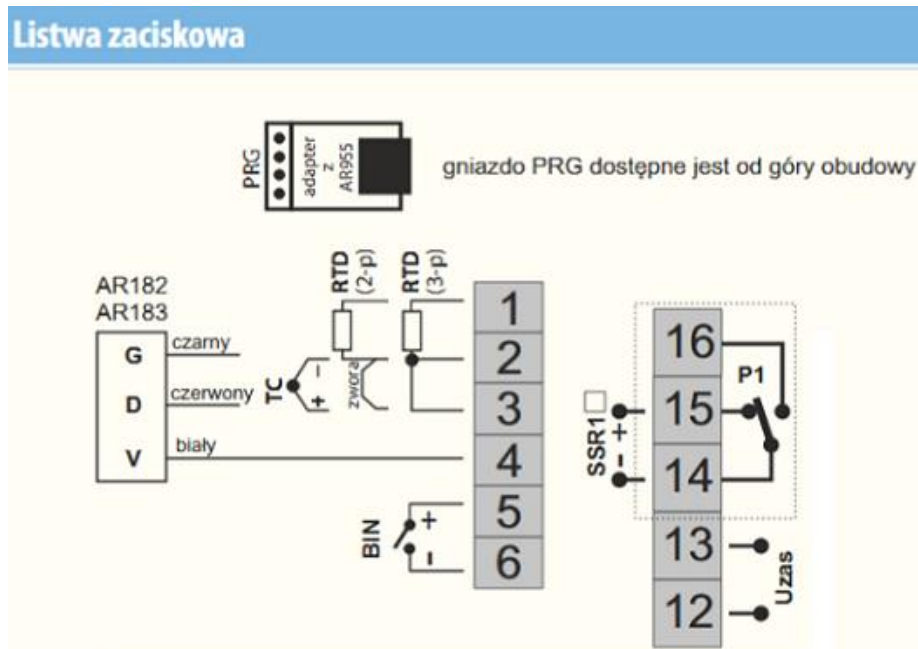 Listwa zaciskowa
PRG
adapter
z
AR955
gniazdo PRG dostępne jest od góry obudowy
AR182
AR183
G
czarny
D
czerwony
V
biały
TC
–
+
RTD
(2-p)
zwora
RTD
(3-p)
1
2
3
4
5
6
BIN
+
-
16
15
14
13
12
P1
SSR1
+
-
Uzas